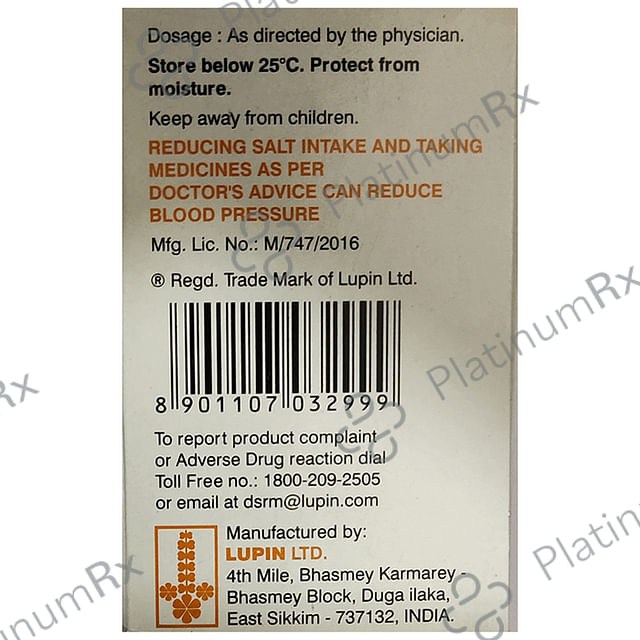 Dosage : As directed by the physician.
Store below 25°C. Protect from
moisture.
Keep away from children.
REDUCING SALT INTAKE AND TAKING
MEDICINES AS PER
DOCTOR'S ADVICE CAN REDUCE
BLOOD PRESSURE
Mfg. Lic. No.: M/747/2016
® Regd. Trade Mark of Lupin Ltd.
8 901107 032999
To report product complaint
or Adverse Drug reaction dial
Toll Free no.: 1800-209-2505
or email at dsrm@lupin.com
Manufactured by:
LUPIN LTD.
4th Mile, Bhasmey Karmarey -
Bhasmey Block, Duga ilaka,
East Sikkim - 737132, INDIA.
PlatinumRx
PlatinumRx
Rx
PlatinumRx
Platin